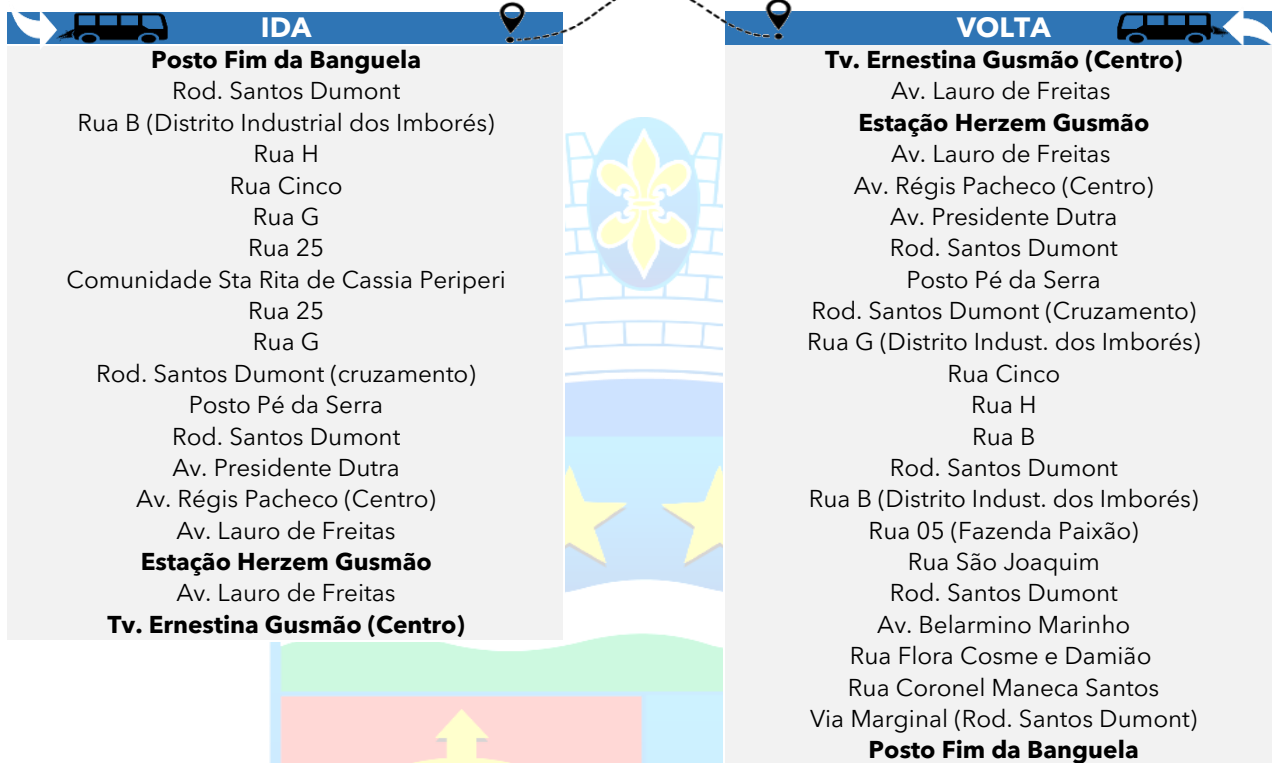 IDA
Posto Fim da Banguela
Rod. Santos Dumont
Rua B (Distrito Industrial dos Imborés)
Rua H
Rua Cinco
Rua G
Rua 25
Comunidade Sta Rita de Cassia Periperi
Rua 25
Rua G
Rod. Santos Dumont (cruzamento)
Posto Pé da Serra
Rod. Santos Dumont
Av. Presidente Dutra
Av. Régis Pacheco (Centro)
Av. Lauro de Freitas
Estação Herzem Gusmão
Av. Lauro de Freitas
Tv. Ernestina Gusmão (Centro)
VOLTA
Tv. Ernestina Gusmão (Centro)
Av. Lauro de Freitas
Estação Herzem Gusmão
Av. Lauro de Freitas
Av. Régis Pacheco (Centro)
Av. Presidente Dutra
Rod. Santos Dumont
Posto Pé da Serra
Rod. Santos Dumont (Cruzamento)
Rua G (Distrito Indust. dos Imborés)
Rua Cinco
Rua H
Rua B
Rod. Santos Dumont
Rua B (Distrito Indust. dos Imborés)
Rua 05 (Fazenda Paixão)
Rua São Joaquim
Rod. Santos Dumont
Av. Belarmino Marinho
Rua Flora Cosme e Damião
Rua Coronel Maneca Santos
Via Marginal (Rod. Santos Dumont)
Posto Fim da Banguela